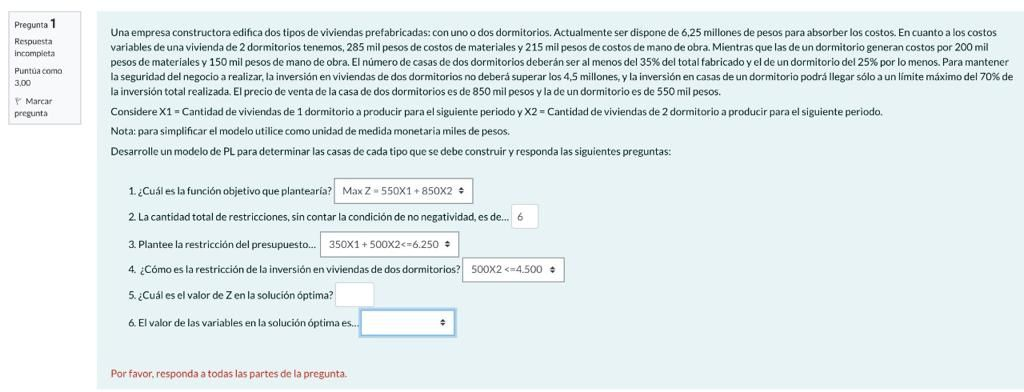 Pregunta 1
Respuesta
incompleta
Puntúa como
3,00
Marcar
pregunta
Una empresa constructora edifica dos tipos de viviendas prefabricadas: con uno o dos dormitorios. Actualmente ser dispone de 6,25 millones de pesos para absorber los costos. En cuanto a los costos
variables de una vivienda de 2 dormitorios tenemos, 285 mil pesos de costos de materiales y 215 mil pesos de costos de mano de obra. Mientras que las de un dormitorio generan costos por 200 mil
pesos de materiales y 150 mil pesos de mano de obra. El número de casas de dos dormitorios deberán ser al menos del 35% del total fabricado y el de un dormitorio del 25% por lo menos. Para mantener
la seguridad del negocio a realizar, la inversión en viviendas de dos dormitorios no deberá superar los 4,5 millones, y la inversión en casas de un dormitorio podrá llegar sólo a un límite máximo del 70% de
la inversión total realizada. El precio de venta de la casa de dos dormitorios es de 850 mil pesos y la de un dormitorio es de 550 mil pesos.
Considere X1 = Cantidad de viviendas de 1 dormitorio a producir para el siguiente periodo y X2 = Cantidad de viviendas de 2 dormitorio a producir para el siguiente periodo.
Nota: para simplificar el modelo utilice como unidad de medida monetaria miles de pesos.
Desarrolle un modelo de PL para determinar las casas de cada tipo que se debe construir y responda las siguientes preguntas:
1. ¿Cuál es la función objetivo que plantearía? Max Z = 550X1 + 850X2
2. La cantidad total de restricciones, sin contar la condición de no negatividad, es de... 6
3. Plantee la restricción del presupuesto... 350X1 + 500X2<=6.250
4. ¿Cómo es la restricción de la inversión en viviendas de dos dormitorios? 500X2 <=4.500
5. ¿Cuál es el valor de Z en la solución óptima?
6. El valor de las variables en la solución óptima es...
Por favor, responda a todas las partes de la pregunta.